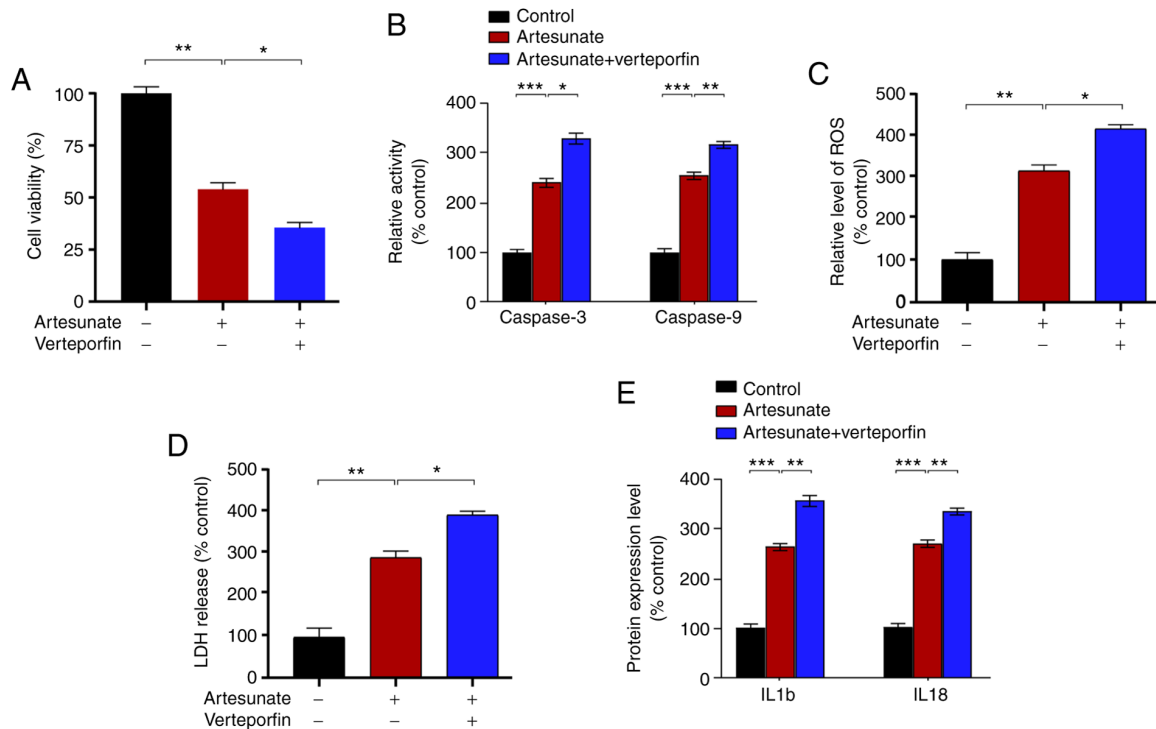 A
** *
Cell viability (%)
100
75
50
25
0
Artesunate – + +
Verteporfin – – +
B
Control
Artesunate
Artesunate+verteporfin
*** * *** **
Relative activity
(% control)
400
300
200
100
0
Caspase-3 Caspase-9
C
** *
Relative level of ROS
(% control)
500
400
300
200
100
0
Artesunate – + +
Verteporfin – – +
D
** *
LDH release (% control)
500
400
300
200
100
0
Artesunate – + +
Verteporfin – – +
E
Control
Artesunate
Artesunate+verteporfin
*** ** *** **
Protein expression level
(% control)
400
300
200
100
0
IL1b IL18